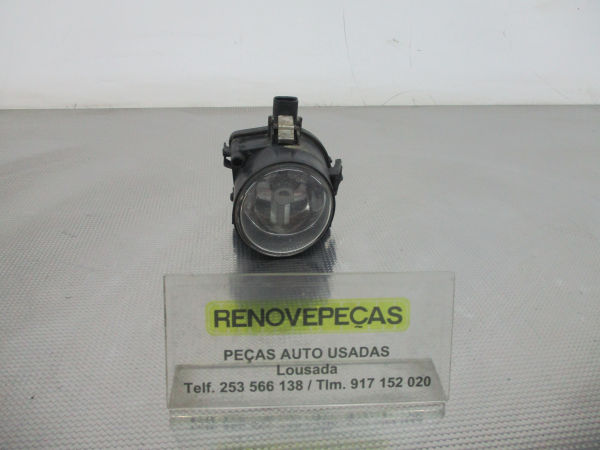 RENOVEPEÇAS
PEÇAS AUTO USADAS
Lousada
Telf. 253 566 138 / Tlm. 917 152 020